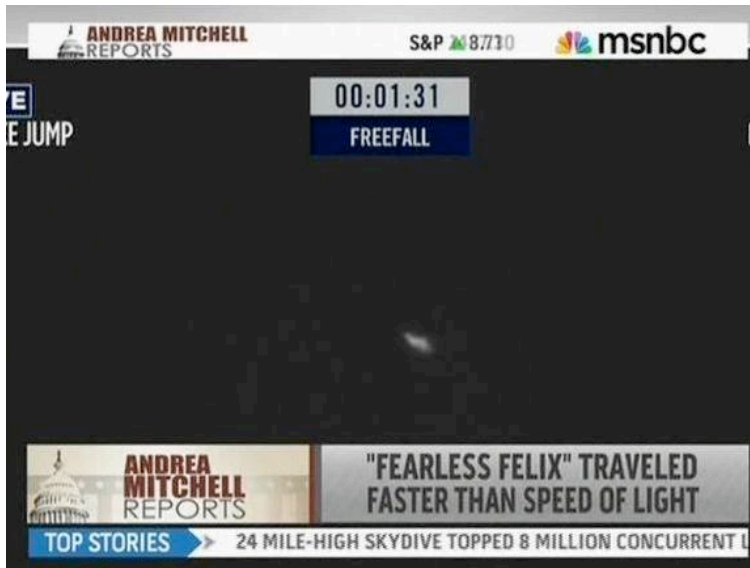 ANDREA MITCHELL
REPORTS
S&P
msnbc
E JUMP
00:01:31
FREEFALL
ANDREA
MITCHELL
REPORTS
"FEARLESS FELIX" TRAVELED
FASTER THAN SPEED OF LIGHT
TOP STORIES
24 MILE-HIGH SKYDIVE TOPPED 8 MILLION CONCURRENT